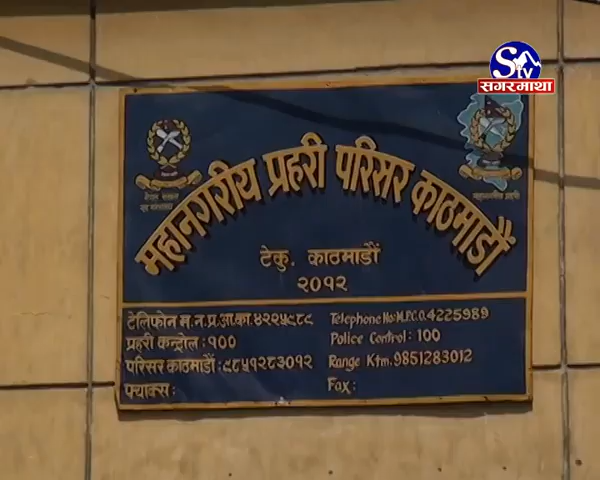 STV
सगरमाथा
महानगरीय प्रहरी परिसर काठमाडौं
टेकु. काठमाडौं
२०१२
टेलिफोन म.न.प्र.आ.का.४२२५९८९
प्रहरी कन्ट्रोल : १००
परिसर काठमाडौं : ९८५१२८३०१२
फ्याक्स :
Telephone No: M.P.C.O. 4225989
Police Control : 100
Range Ktm. 9851283012
Fax :